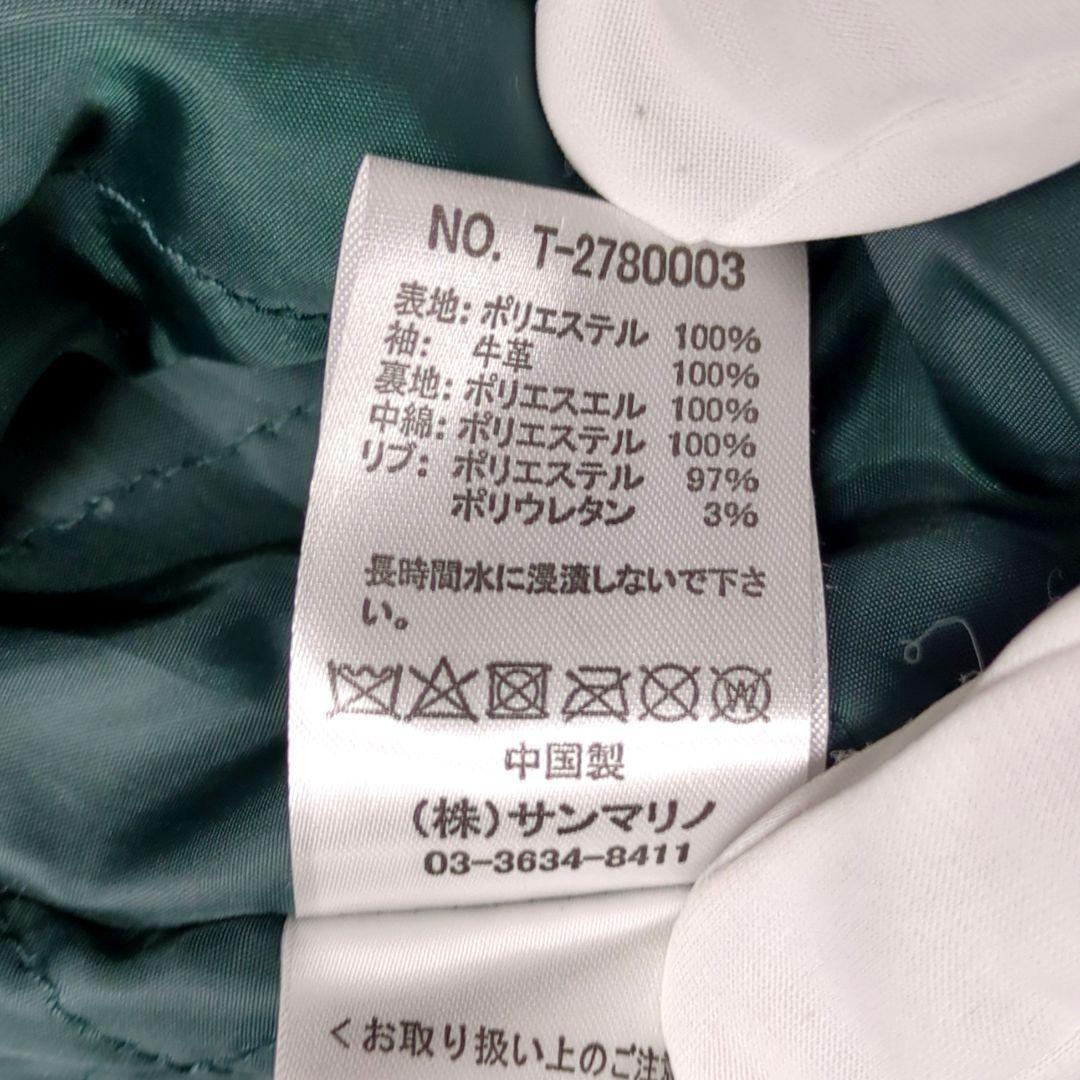 NO. T-2780003
表地: ポリエステル 100%
袖: 牛革 100%
裏地: ポリエスエル 100%
中綿: ポリエステル 100%
リブ: ポリエステル 97%
ポリウレタン 3%
長時間水に浸漬しないで下さ
い。
中国製
(株)サンマリノ
03-3634-8411
<お取り扱い上のご注